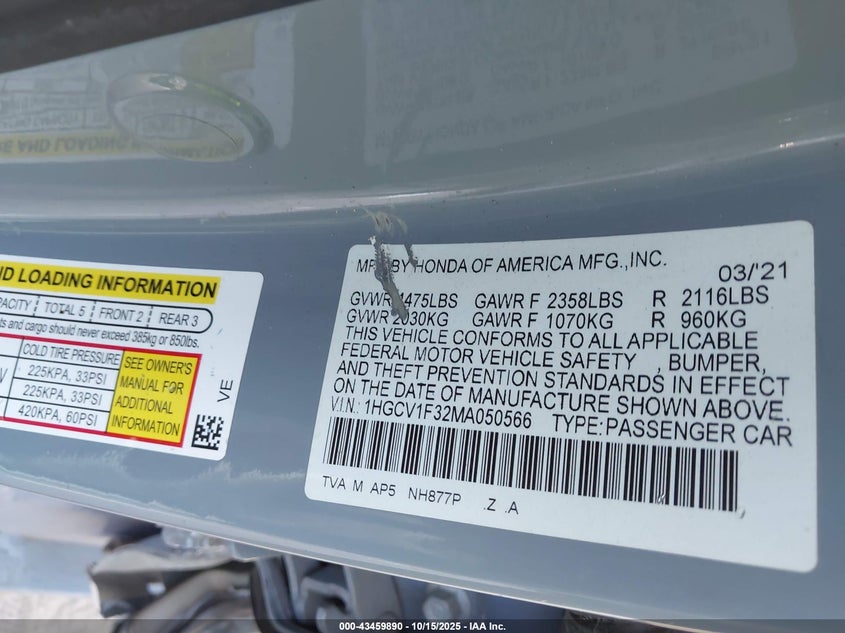 ND LOADING INFORMATION
PACITY TOTAL 5 FRONT 2 REAR 3
ts and cargo should never exceed 385kg or 850lbs.
COLD TIRE PRESSURE
225KPA, 33PSI
225KPA, 33PSI
420KPA, 60PSI
SEE OWNER'S
MANUAL FOR
ADDITIONAL
INFORMATION
VE
MFD BY HONDA OF AMERICA MFG.,INC. 03/'21
GVWR 4475LBS GAWR F 2358LBS R 2116LBS
GVWR 2030KG GAWR F 1070KG R 960KG
THIS VEHICLE CONFORMS TO ALL APPLICABLE
FEDERAL MOTOR VEHICLE SAFETY , BUMPER,
AND THEFT PREVENTION STANDARDS IN EFFECT
ON THE DATE OF MANUFACTURE SHOWN ABOVE.
V.I.N.: 1HGCV1F32MA050566 TYPE:PASSENGER CAR
TVA M AP5 NH877P .Z .A
000-43459890 - 10/15/2025 - IAA Inc.